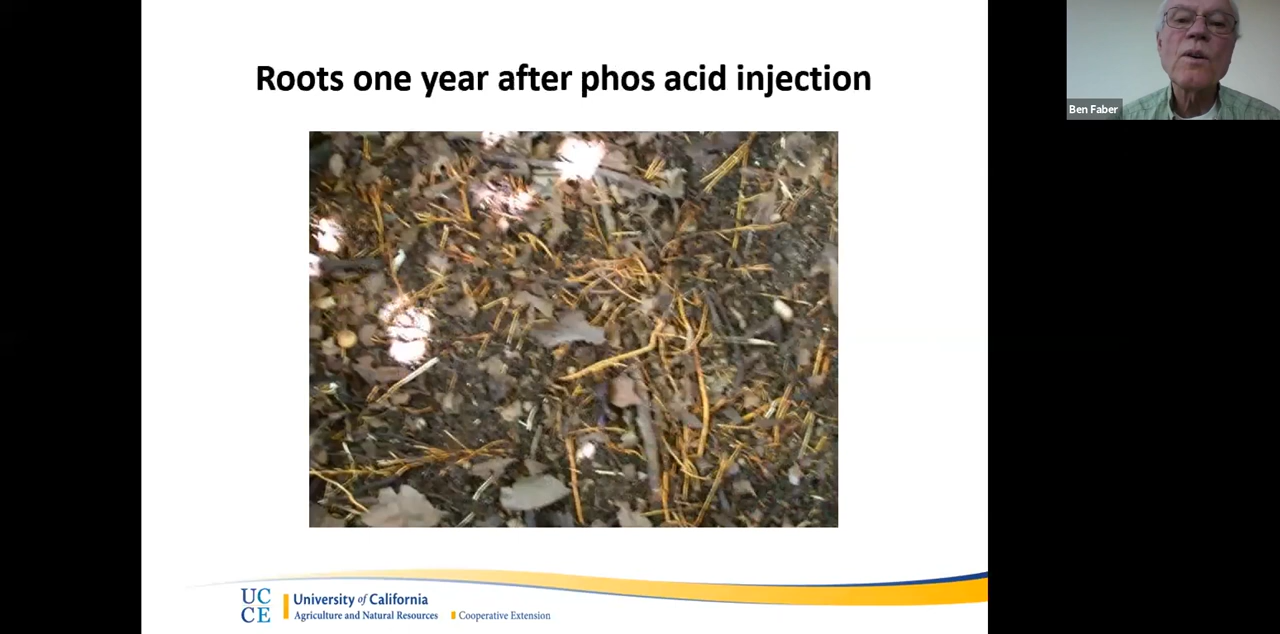 Roots one year after phos acid injection
Ben Faber
UC
CE
University of California
Agriculture and Natural Resources
Cooperative Extension